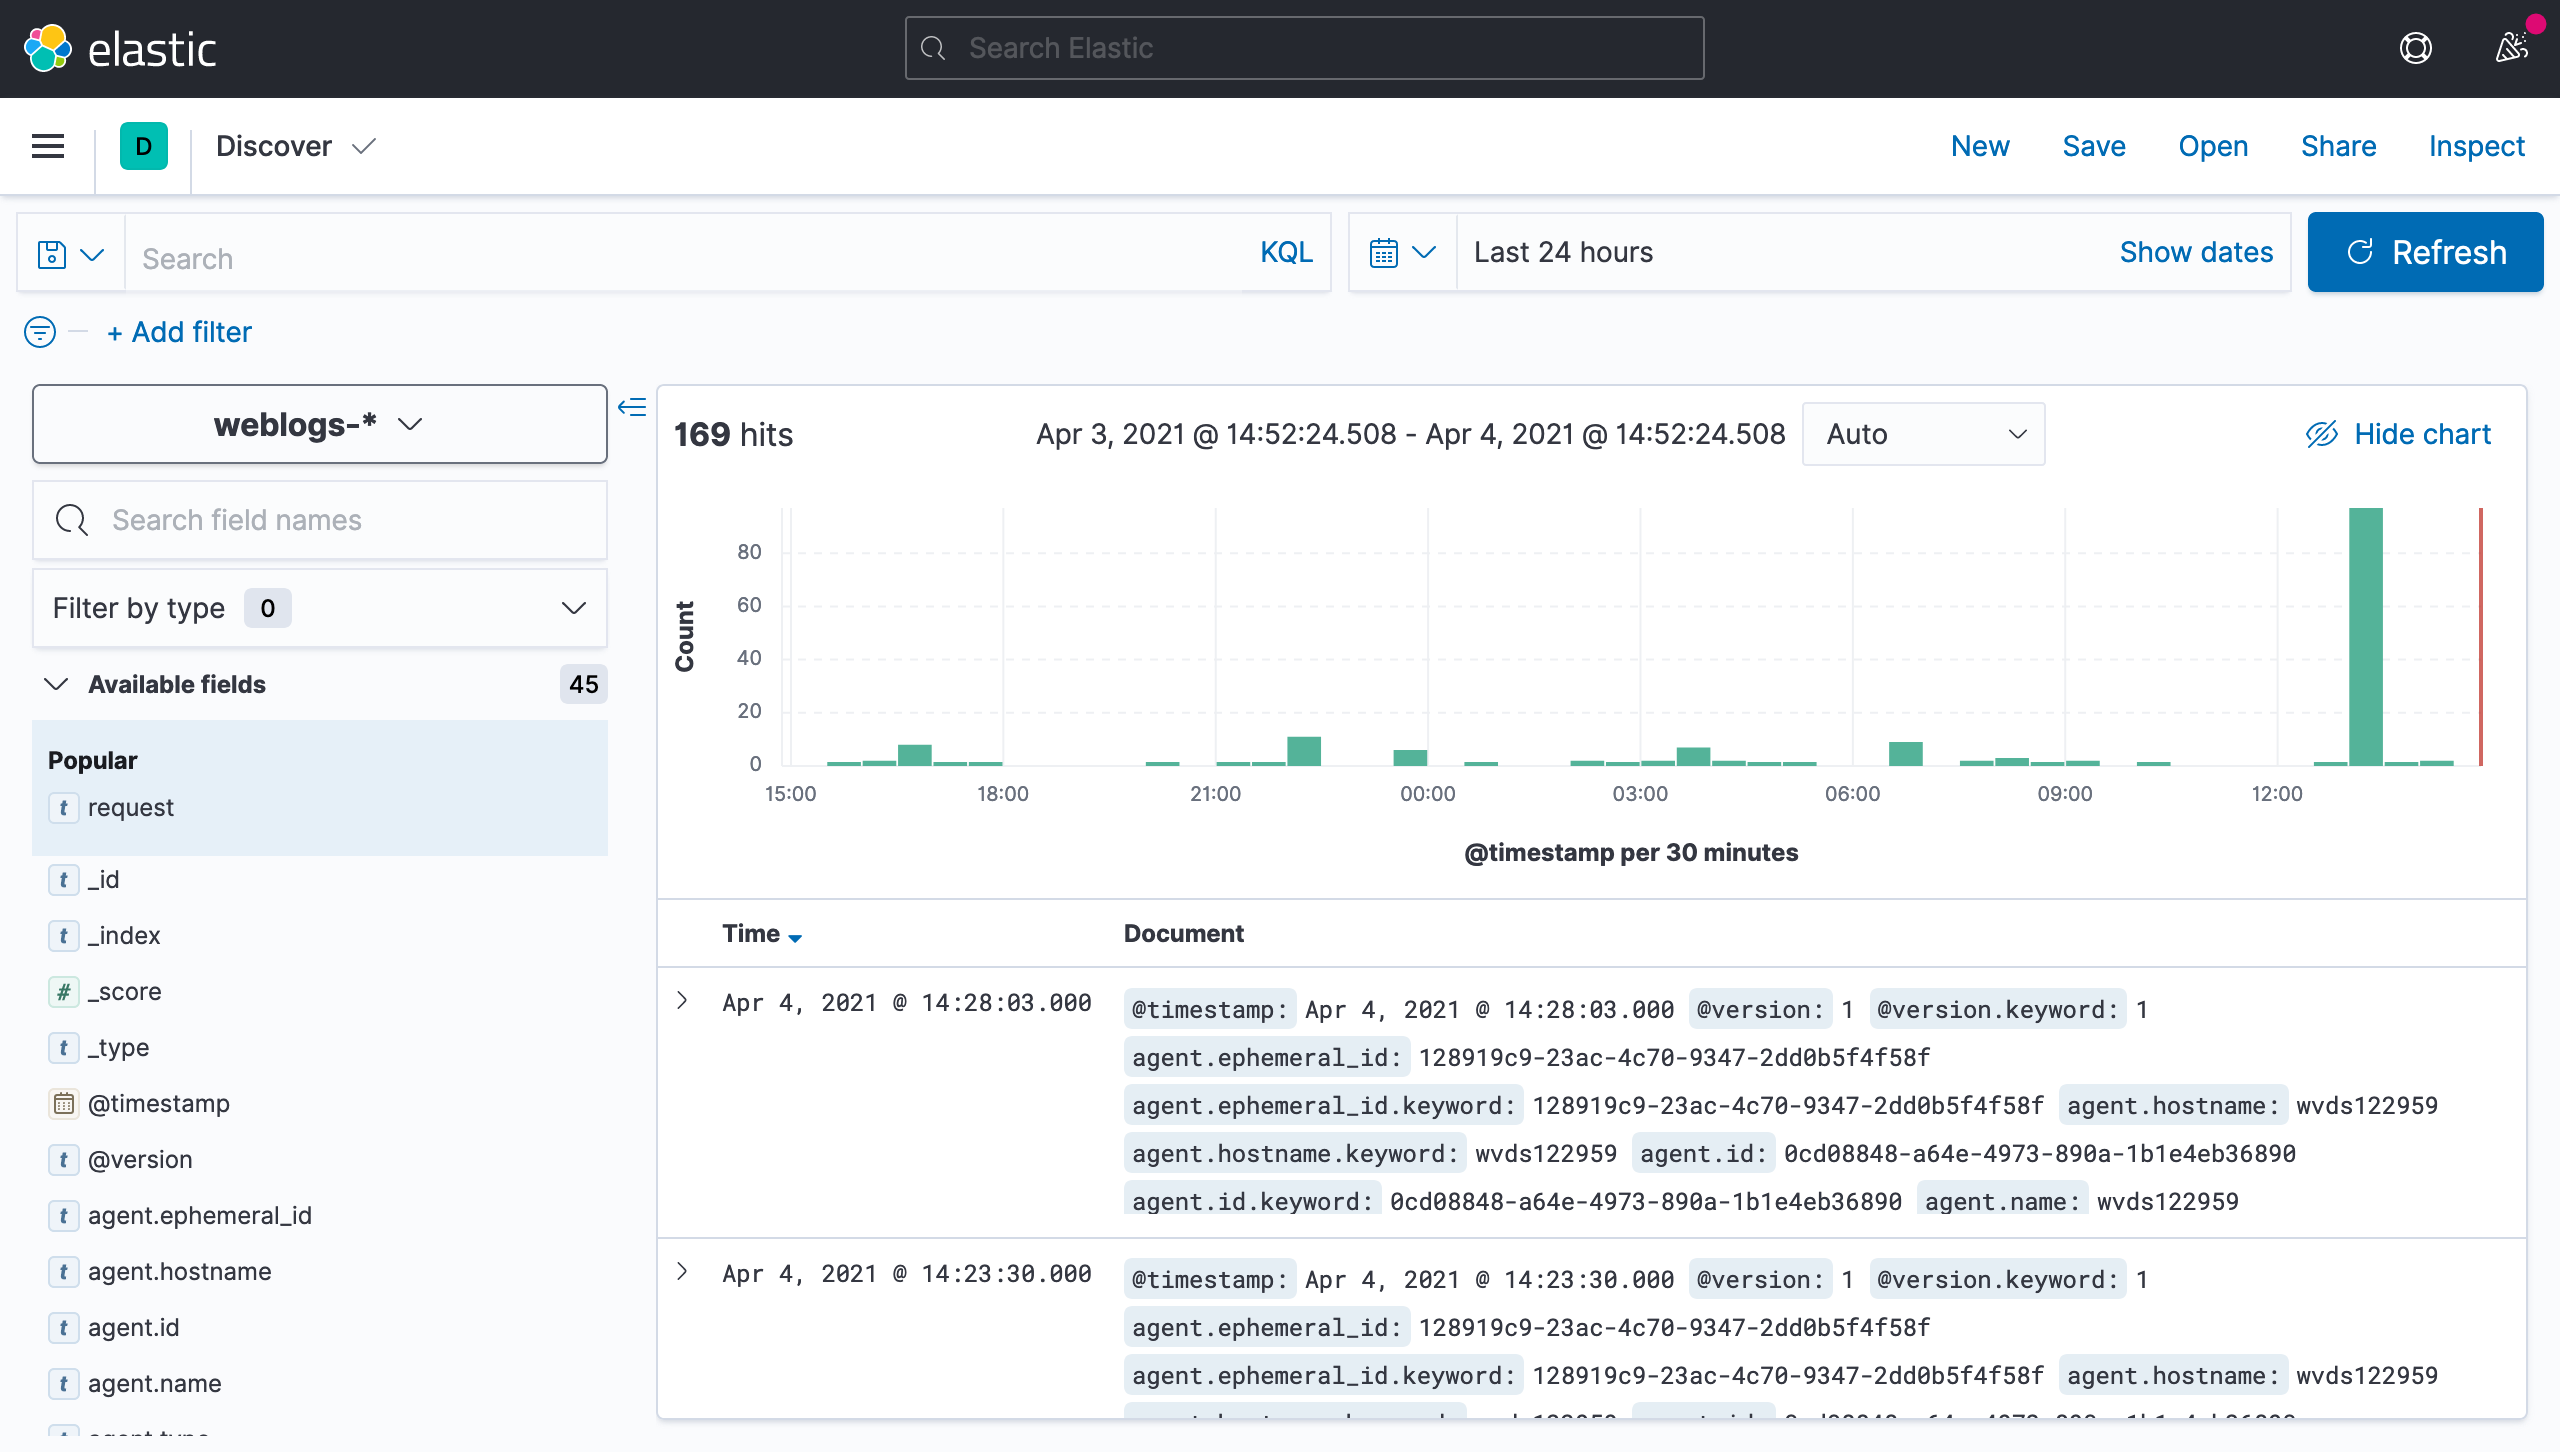 elastic
Search Elastic
D
Discover
New
Save
Open
Share
Inspect
Search
KQL
Last 24 hours
Show dates
Refresh
+ Add filter
weblogs-*
Search field names
Filter by type 0
Available fields 45
Popular
t request
t _id
t _index
# _score
t _type
@timestamp
t @version
t agent.ephemeral_id
t agent.hostname
t agent.id
t agent.name
169 hits
Apr 3, 2021 @ 14:52:24.508 - Apr 4, 2021 @ 14:52:24.508
Auto
Hide chart
Count
80
60
40
20
0
15:00 18:00 21:00 00:00 03:00 06:00 09:00 12:00
@timestamp per 30 minutes
Time Document
Apr 4, 2021 @ 14:28:03.000
@timestamp: Apr 4, 2021 @ 14:28:03.000 @version: 1 @version.keyword: 1
agent.ephemeral_id: 128919c9-23ac-4c70-9347-2dd0b5f4f58f
agent.ephemeral_id.keyword: 128919c9-23ac-4c70-9347-2dd0b5f4f58f agent.hostname: wvds122959
agent.hostname.keyword: wvds122959 agent.id: 0cd08848-a64e-4973-890a-1b1e4eb36890
agent.id.keyword: 0cd08848-a64e-4973-890a-1b1e4eb36890 agent.name: wvds122959
Apr 4, 2021 @ 14:23:30.000
@timestamp: Apr 4, 2021 @ 14:23:30.000 @version: 1 @version.keyword: 1
agent.ephemeral_id: 128919c9-23ac-4c70-9347-2dd0b5f4f58f
agent.ephemeral_id.keyword: 128919c9-23ac-4c70-9347-2dd0b5f4f58f agent.hostname: wvds122959